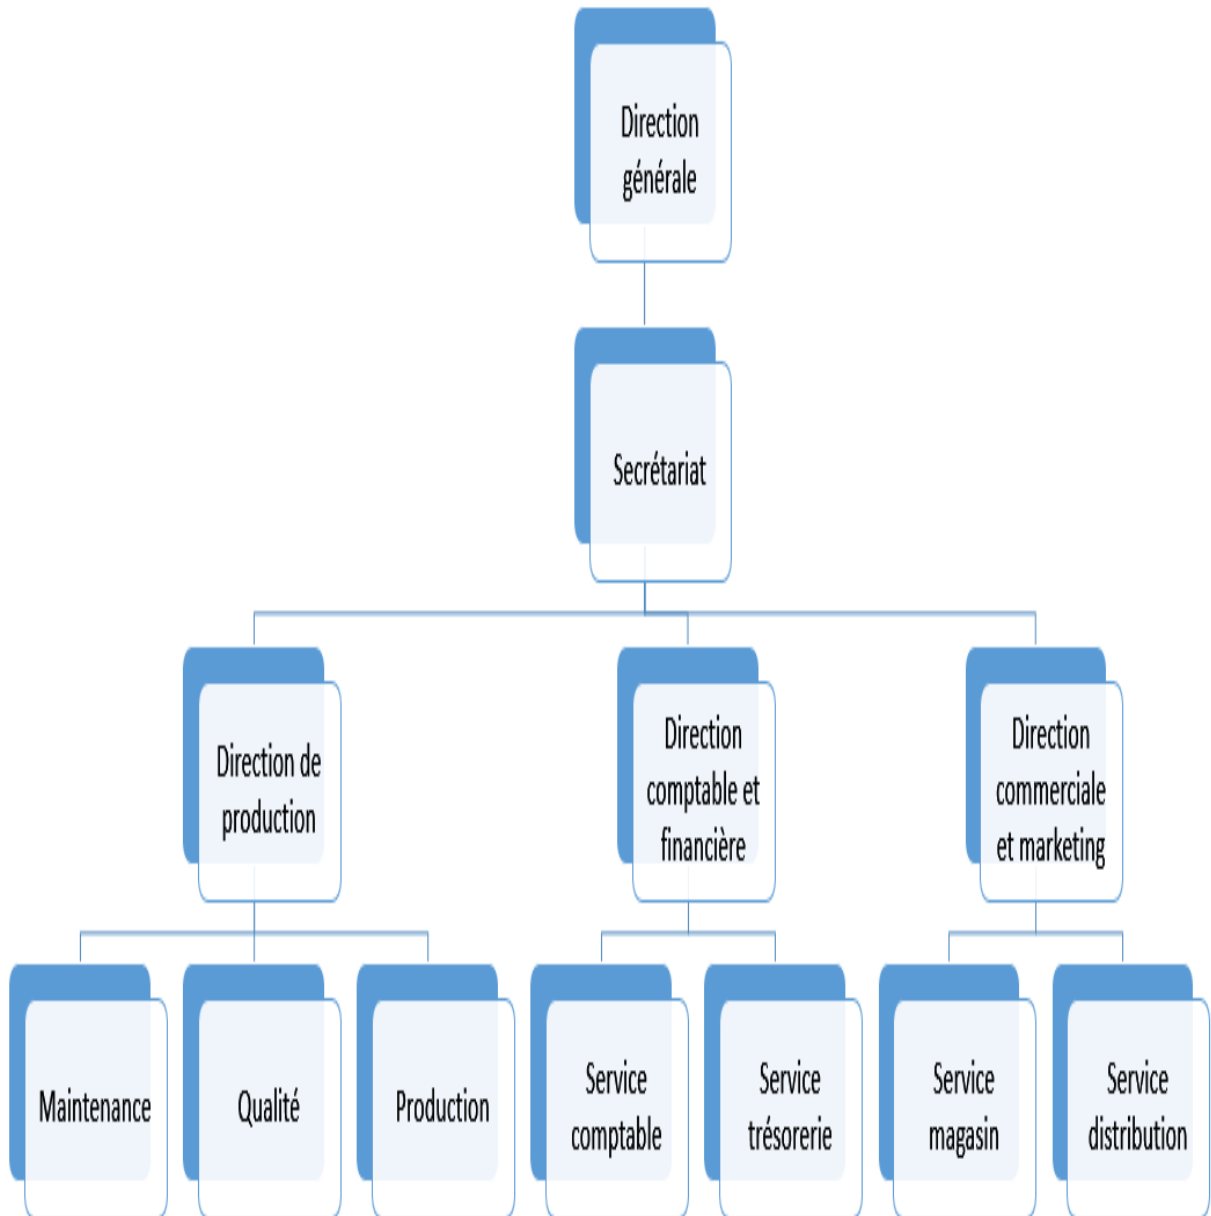 Direction
générale
Secrétariat
Direction de
production
Direction
comptable et
financière
Direction
commerciale
et marketing
Maintenance
Qualité
Production
Service
comptable
Service
trésorerie
Service
magasin
Service
distribution